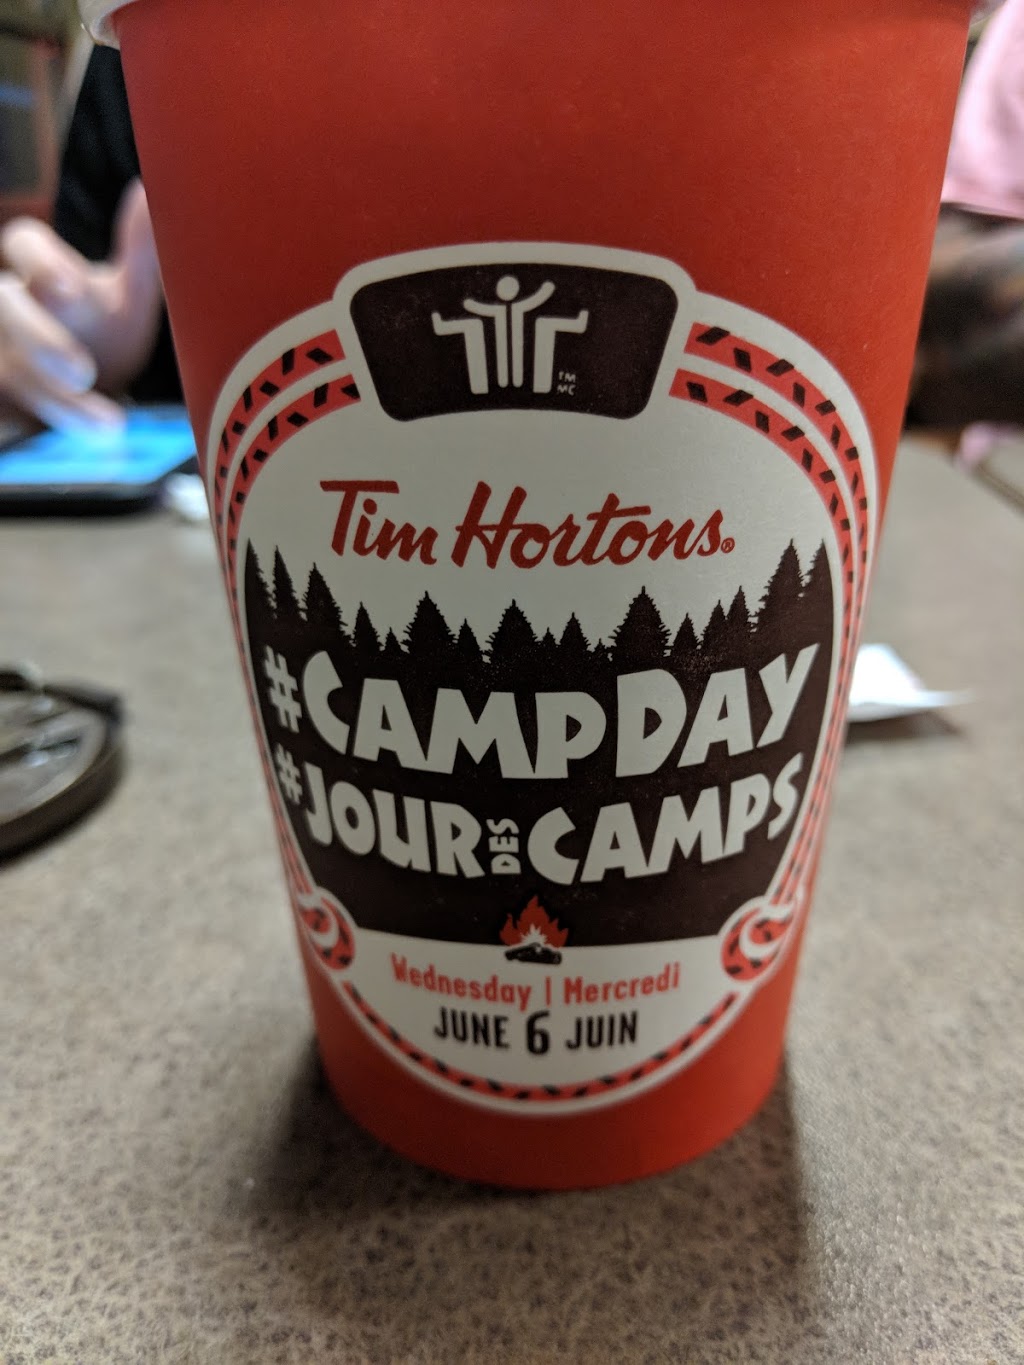 TM
MC
Tim Hortons®
#CAMPDAY
#JOUR DES CAMPS
Wednesday | Mercredi
JUNE 6 JUIN